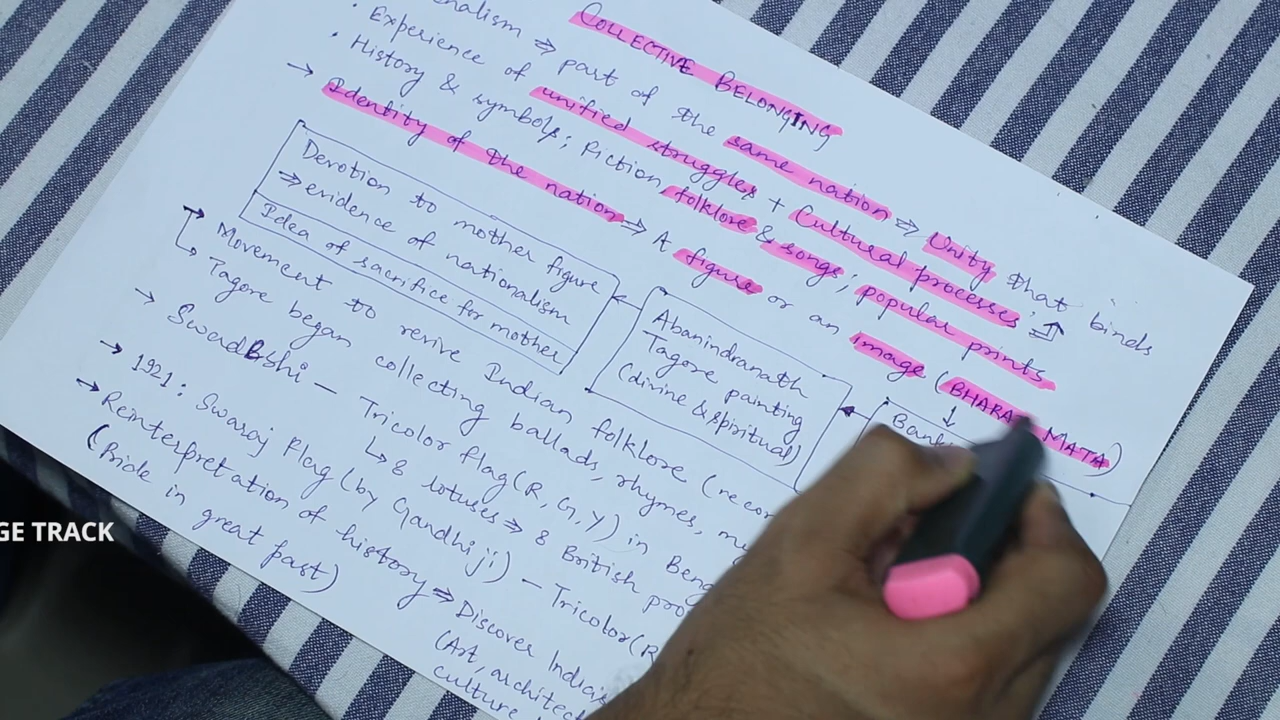 COLLECTIVE BELONGING
nalism ⇒ part of the same nation ⇒ Unity that binds
• Experience of unified struggles + Cultural processes ⇑
• History & symbols; fiction, folklore & songs; popular prints
→ Identity of the nation ⇒ A figure or an image (BHARAT MATA)
Devotion to mother figure
⇒ evidence of nationalism
Idea of sacrifice for mother
Abanindranath
Tagore painting
(divine & spiritual)
→ Movement to revive Indian folklore
↳ Tagore began collecting ballads, rhymes,
→ Swadeshi – Tricolor flag (R, G, Y) in
↳ 8 lotuses ⇒ 8 British
→ 1921: Swaraj Flag (by Gandhiji) – Tricolor (R
→ Reinterpretation of history ⇒ Discover India's
(Pride in great past)
(Art,
culture
GE TRACK